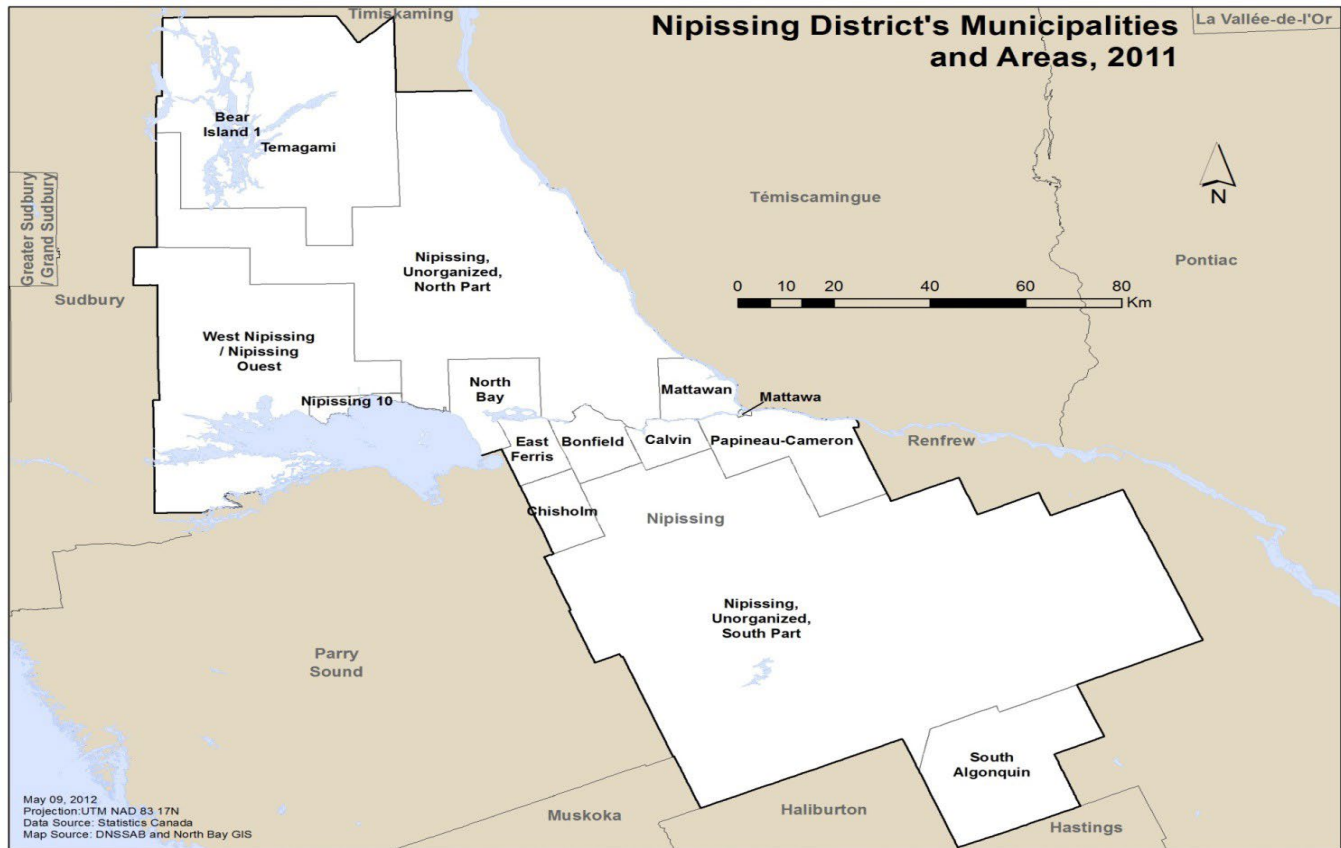 Timiskaming
La Vallée-de-l'Or
Nipissing District's Municipalities
and Areas, 2011
Bear
Island 1
Temagami
Greater Sudbury
/ Grand Sudbury
Témiscamingue
N
Nipissing,
Unorganized,
North Part
Pontiac
Sudbury
0 10 20 40 60 80
Km
West Nipissing
/ Nipissing
Ouest
North
Bay
Mattawan
Mattawa
Nipissing 10
East
Ferris
Bonfield
Calvin
Papineau-Cameron
Renfrew
Chisholm
Nipissing
Nipissing,
Unorganized,
South Part
Parry
Sound
South
Algonquin
May 09, 2012
Projection:UTM NAD 83 17N
Data Source: Statistics Canada
Map Source: DNSSAB and North Bay GIS
Muskoka
Haliburton
Hastings